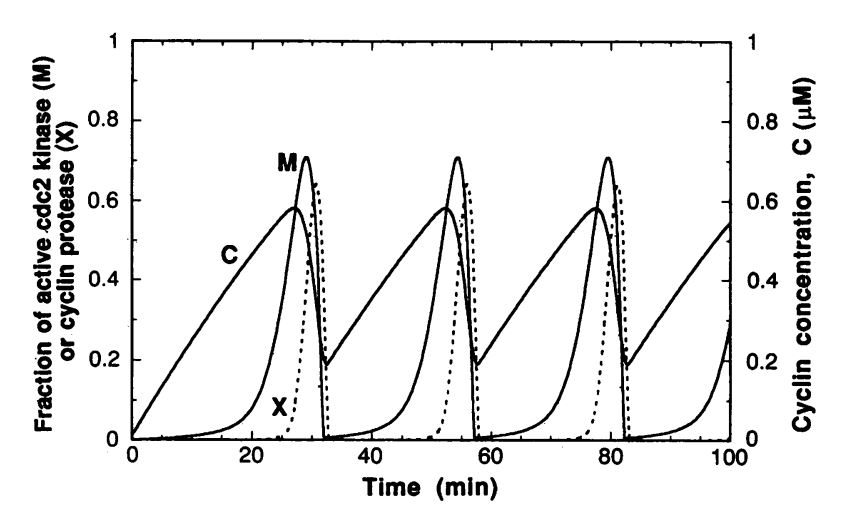 Fraction of active cdc2 kinase (M)
or cyclin protease (X)
1
0.8
0.6
0.4
0.2
0
M
C
X
1
0.8
0.6
0.4
0.2
0
Cyclin concentration, C (μM)
0 20 40 60 80 100
Time (min)